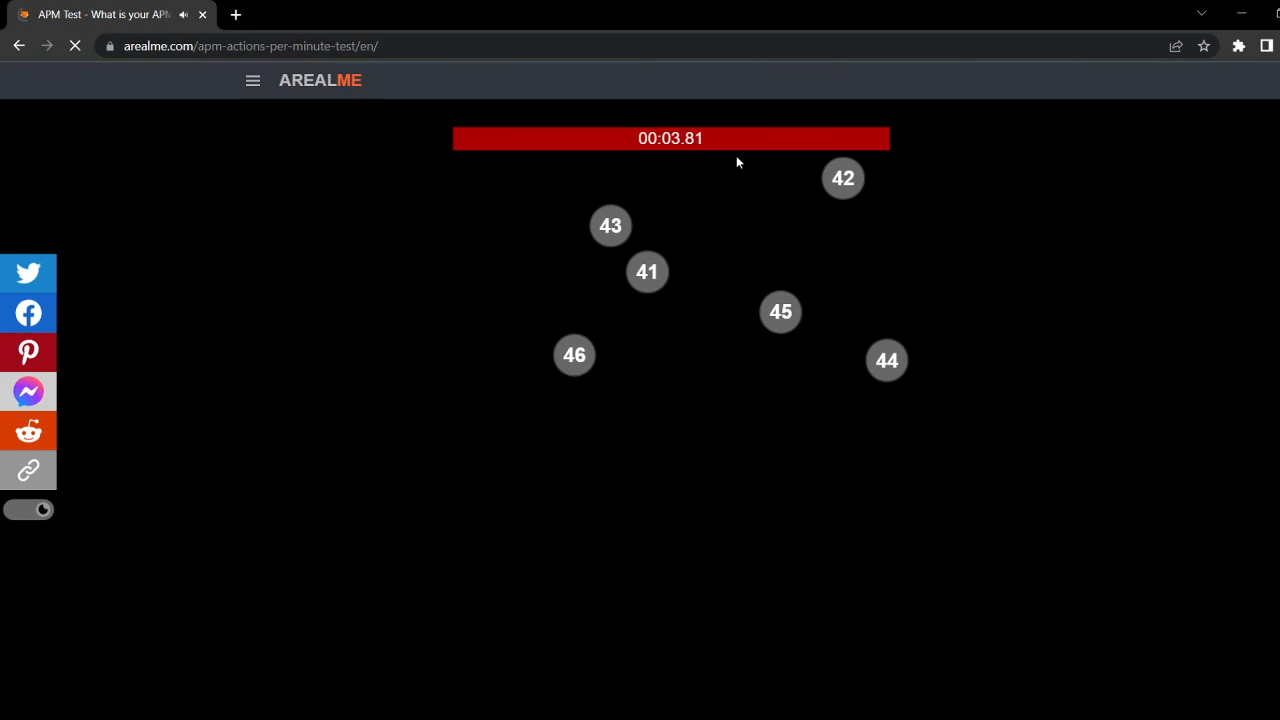 APM Test - What is your APM
arealme.com/apm-actions-per-minute-test/en/
AREALME
00:03.81
42
43
41
45
46
44